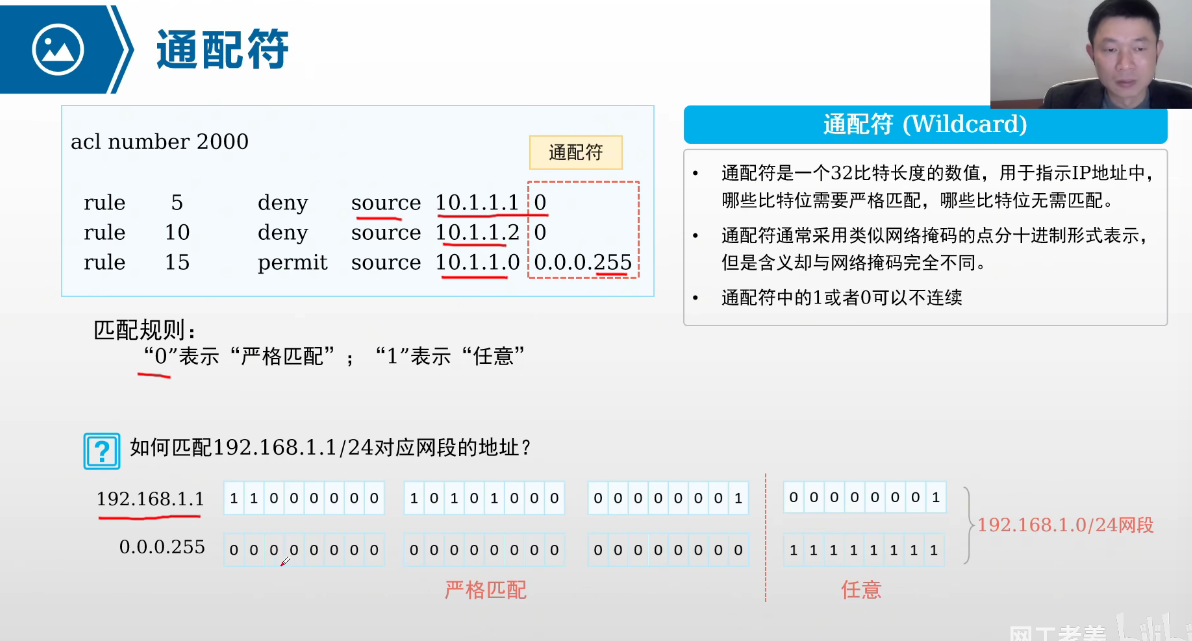 通配符
acl number 2000
通配符
rule 5 deny source 10.1.1.1 0
rule 10 deny source 10.1.1.2 0
rule 15 permit source 10.1.1.0 0.0.0.255
通配符 (Wildcard)
• 通配符是一个32比特长度的数值，用于指示IP地址中，
哪些比特位需要严格匹配，哪些比特位无需匹配。
• 通配符通常采用类似网络掩码的点分十进制形式表示，
但是含义却与网络掩码完全不同。
• 通配符中的1或者0可以不连续
匹配规则：
“0”表示“严格匹配”；“1”表示“任意”
? 如何匹配192.168.1.1/24对应网段的地址？
192.168.1.1 1 1 0 0 0 0 0 0 1 0 1 0 1 0 0 0 0 0 0 0 0 0 0 1 0 0 0 0 0 0 0 1
192.168.1.0/24网段
0.0.0.255 0 0 0 0 0 0 0 0 0 0 0 0 0 0 0 0 0 0 0 0 0 0 0 0 1 1 1 1 1 1 1 1
严格匹配 任意
网工老姜 bilibili